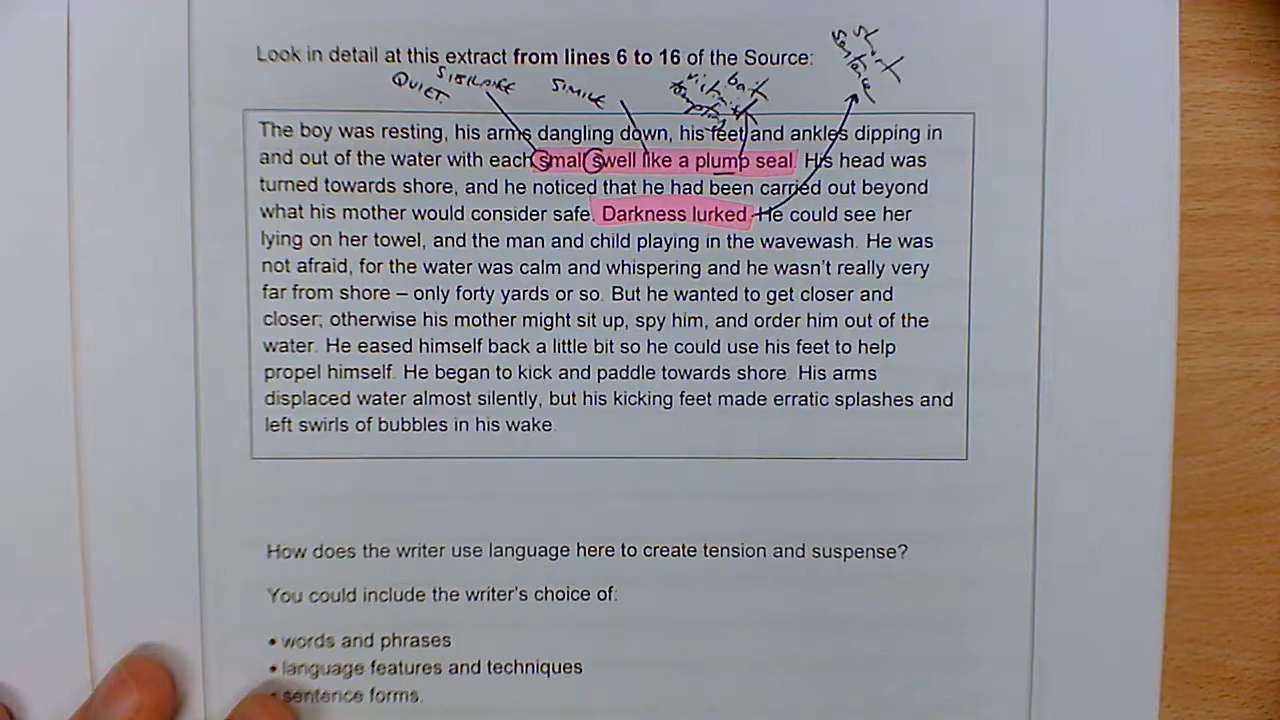 Look in detail at this extract from lines 6 to 16 of the Source:
short
sentence
QUIET.
SIBILANCE
SIMILE
victimish
bait
tempting
The boy was resting, his arms dangling down, his feet and ankles dipping in
and out of the water with each small swell like a plump seal. His head was
turned towards shore, and he noticed that he had been carried out beyond
what his mother would consider safe. Darkness lurked. He could see her
lying on her towel, and the man and child playing in the wavewash. He was
not afraid, for the water was calm and whispering and he wasn't really very
far from shore – only forty yards or so. But he wanted to get closer and
closer; otherwise his mother might sit up, spy him, and order him out of the
water. He eased himself back a little bit so he could use his feet to help
propel himself. He began to kick and paddle towards shore. His arms
displaced water almost silently, but his kicking feet made erratic splashes and
left swirls of bubbles in his wake.
How does the writer use language here to create tension and suspense?
You could include the writer's choice of:
• words and phrases
• language features and techniques
• sentence forms.